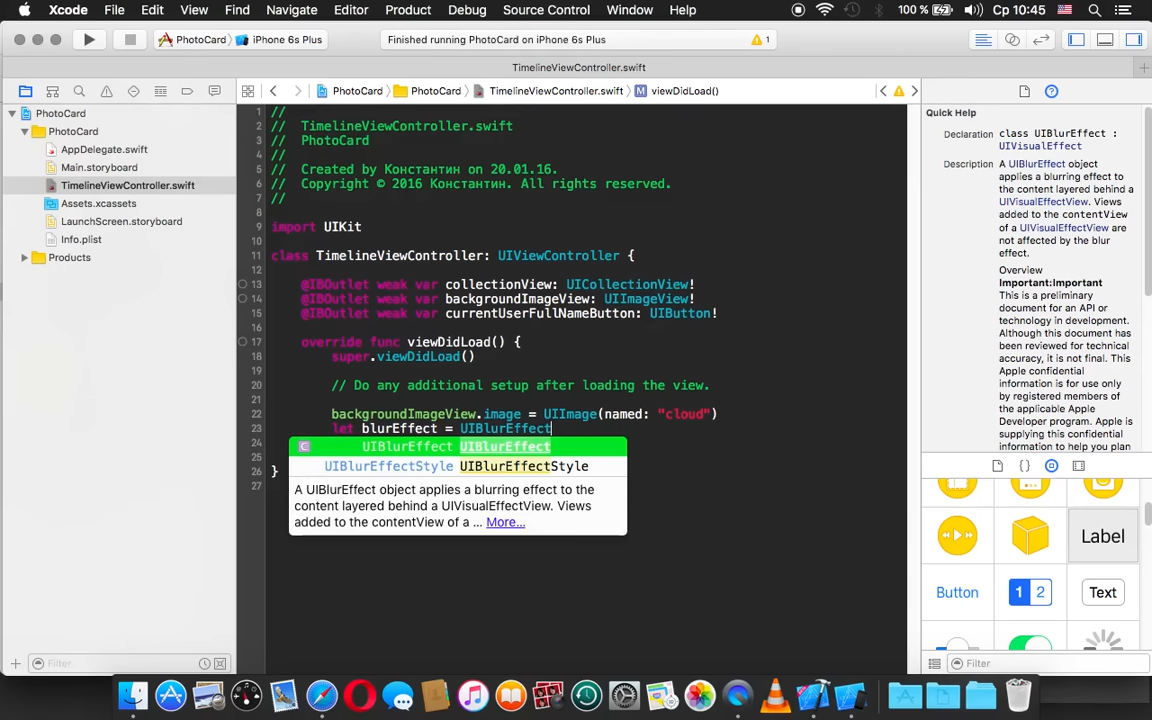 Xcode File Edit View Find Navigate Editor Product Debug Source Control Window Help 100 % Ср 10:45
PhotoCard iPhone 6s Plus Finished running PhotoCard on iPhone 6s Plus 1
TimelineViewController.swift
PhotoCard PhotoCard TimelineViewController.swift M viewDidLoad()
PhotoCard
PhotoCard
AppDelegate.swift
Main.storyboard
TimelineViewController.swift
Assets.xcassets
LaunchScreen.storyboard
Info.plist
Products
Filter
1 //
2 // TimelineViewController.swift
3 // PhotoCard
4 //
5 // Created by Константин on 20.01.16.
6 // Copyright © 2016 Константин. All rights reserved.
7 //
8
9 import UIKit
10
11 class TimelineViewController: UIViewController {
12
13 @IBOutlet weak var collectionView: UICollectionView!
14 @IBOutlet weak var backgroundImageView: UIImageView!
15 @IBOutlet weak var currentUserFullNameButton: UIButton!
16
17 override func viewDidLoad() {
18 super.viewDidLoad()
19
20 // Do any additional setup after loading the view.
21
22 backgroundImageView.image = UIImage(named: "cloud")
23 let blurEffect = UIBlurEffect
24
25
26 }
27
C UIBlurEffect UIBlurEffect
UIBlurEffectStyle UIBlurEffectStyle
A UIBlurEffect object applies a blurring effect to the
content layered behind a UIVisualEffectView. Views
added to the contentView of a ... More...
Quick Help
Declaration class UIBlurEffect :
UIVisualEffect
Description A UIBlurEffect object
applies a blurring effect to
the content layered behind a
UIVisualEffectView. Views
added to the contentView
of a UIVisualEffectView are
not affected by the blur
effect.
Overview
Important:Important
This is a preliminary
document for an API or
technology in development.
Although this document has
been reviewed for technical
accuracy, it is not final. This
Apple confidential
information is for use only
by registered members of
the applicable Apple
Developer program. Apple is
supplying this confidential
information to help you plan
Label
Button 1 2 Text
Filter